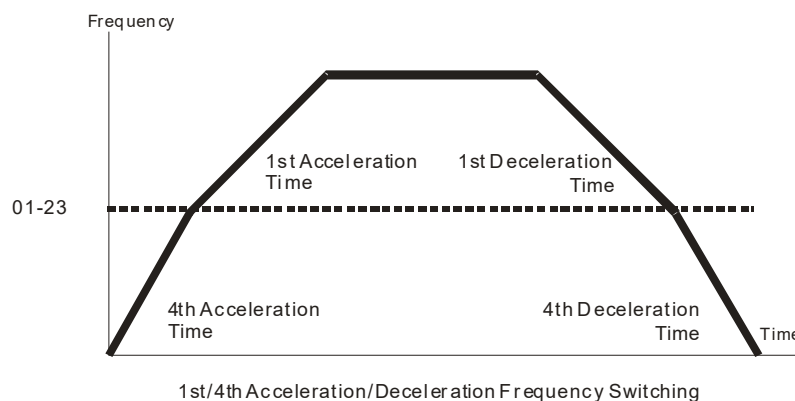 Frequency
1st Acceleration
Time
1st Deceleration
Time
01-23
4th Acceleration
Time
4th Deceleration
Time
Time
1st/4th Acceleration/Deceleration Frequency Switching